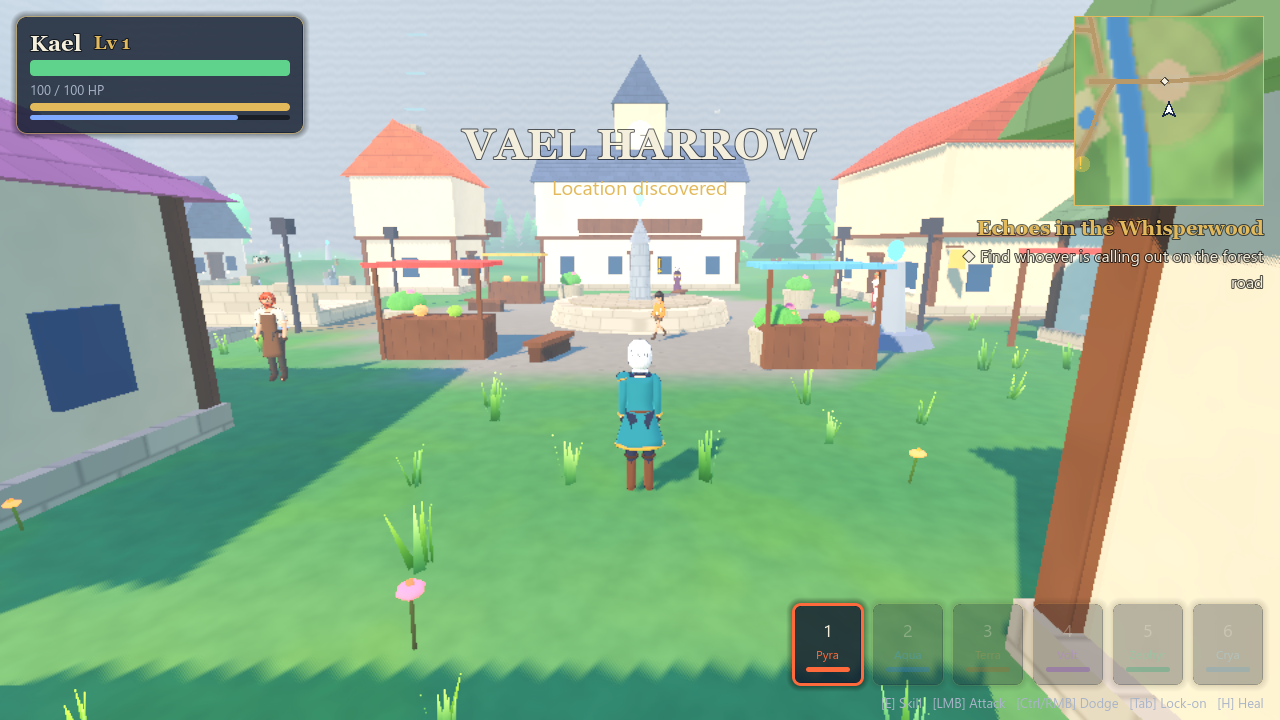 Kael Lv 1
100 / 100 HP
VAEL HARROW
Location discovered
!
!
Echoes in the Whisperwood
Find whoever is calling out on the forest
road
1
Pyra
2
3
4
5
6
[E] Skill [LMB] Attack [Ctrl/RMB] Dodge [Tab] Lock-on [H] Heal